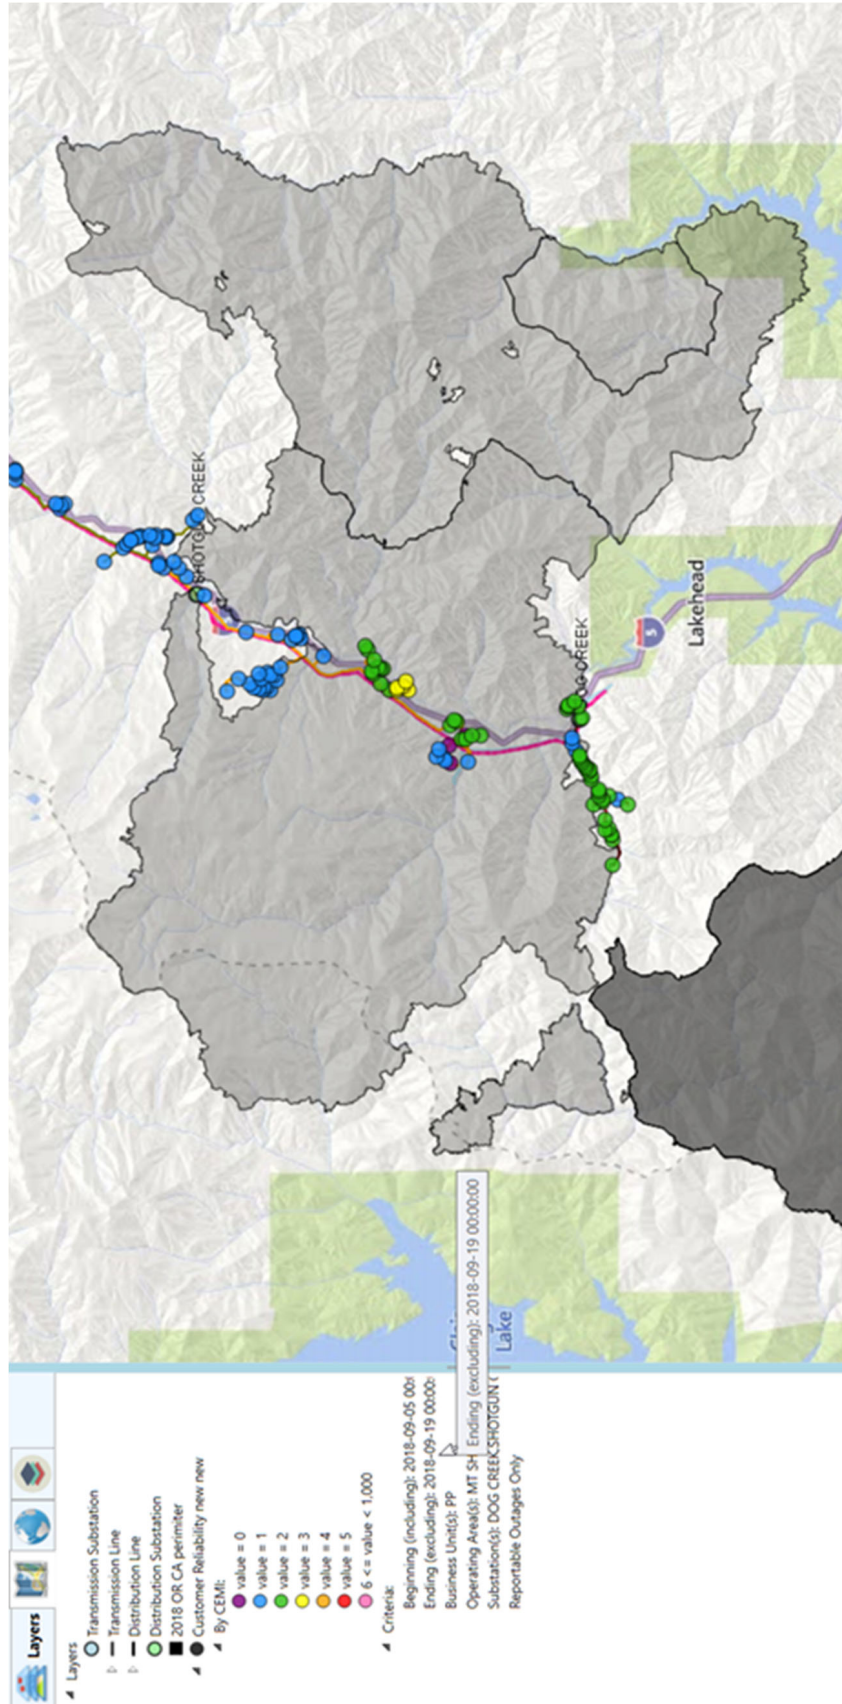 Layers
Layers
Transmission Substation
Transmission Line
Distribution Line
Distribution Substation
2018 OR CA perimiter
Customer Reliability new new
By CEMI:
value = 0
value = 1
value = 2
value = 3
value = 4
value = 5
6 <= value < 1,000
Criteria:
Beginning (including): 2018-09-05 00:
Ending (excluding): 2018-09-19 00:00:
Business Unit(s): PP
Operating Area(s): MT SH
Substation(s): DOG CREEK:SHOTGUN
Reportable Outages Only
Ending (excluding): 2018-09-19 00:00:00
Lake
CREEK
CREEK
5
Lakehead